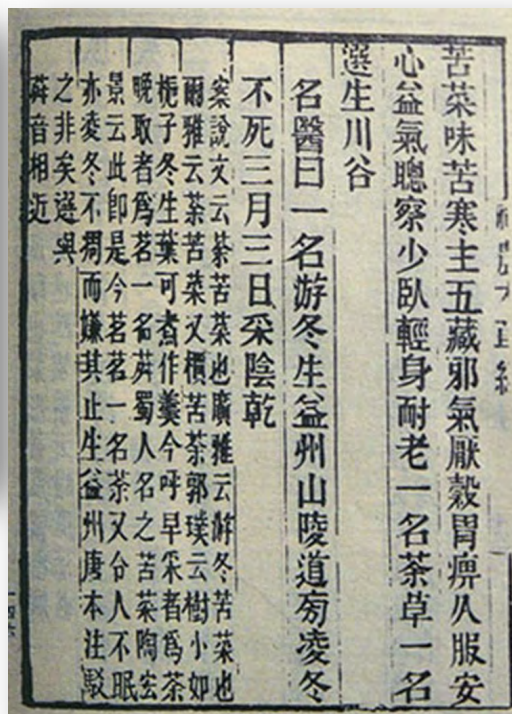 苦菜味苦寒主五藏邪氣厭穀胃痹久服安
心益氣聰察少臥輕身耐老一名荼草一名
選生川谷
名醫曰一名游冬生益州山陵道旁凌冬
不死三月三日采陰乾
案說文云荼苦菜也廣雅云游冬苦菜也
爾雅云荼苦菜又檟苦荼郭璞云樹小如
梔子冬生葉可煮作羹今呼早采者為荼
晚取者為茗一名荈蜀人名之苦菜陶宏
景云此即是今茗茗一名荼又令人不眠
亦凌冬不凋而嫌其止生益州唐本注駁
之非矣選與
荈音相近